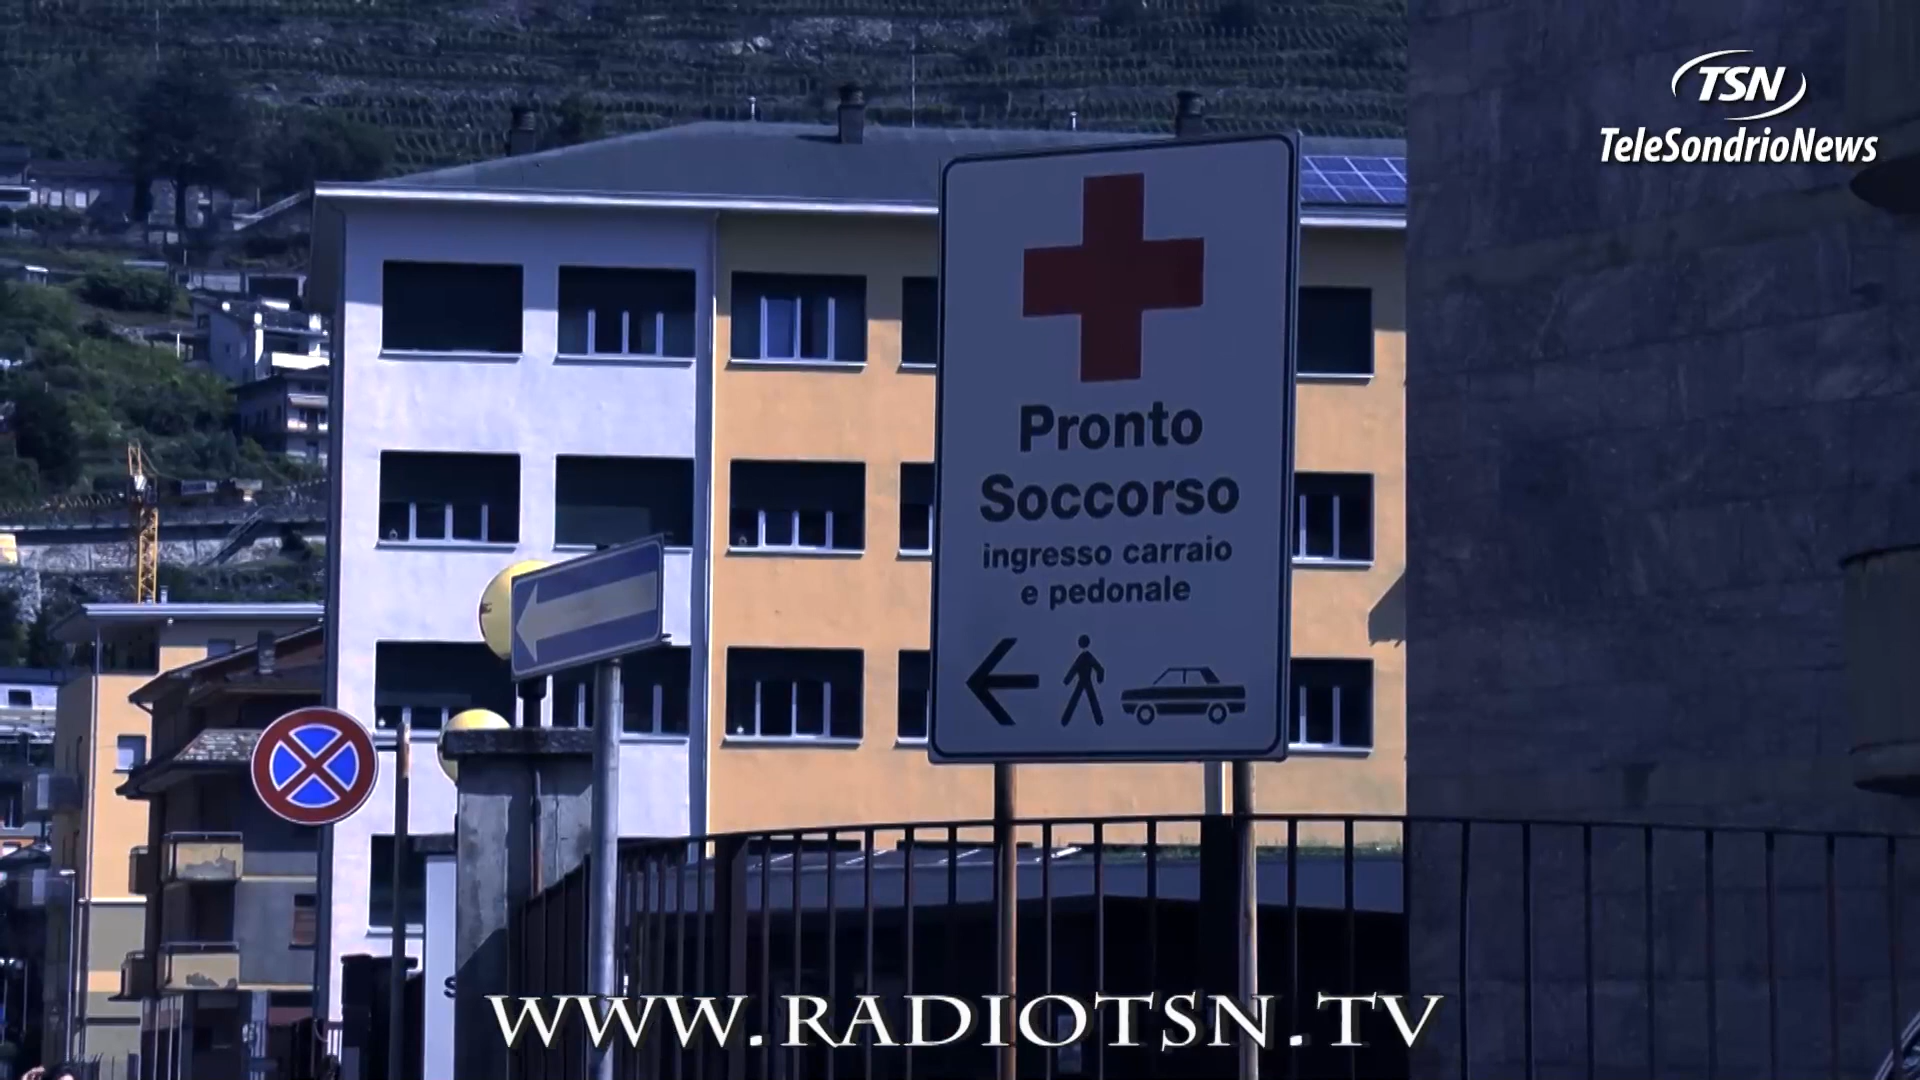 TSN
TeleSondrioNews
Pronto
Soccorso
ingresso carraio
e pedonale
WWW.RADIOTSN.TV